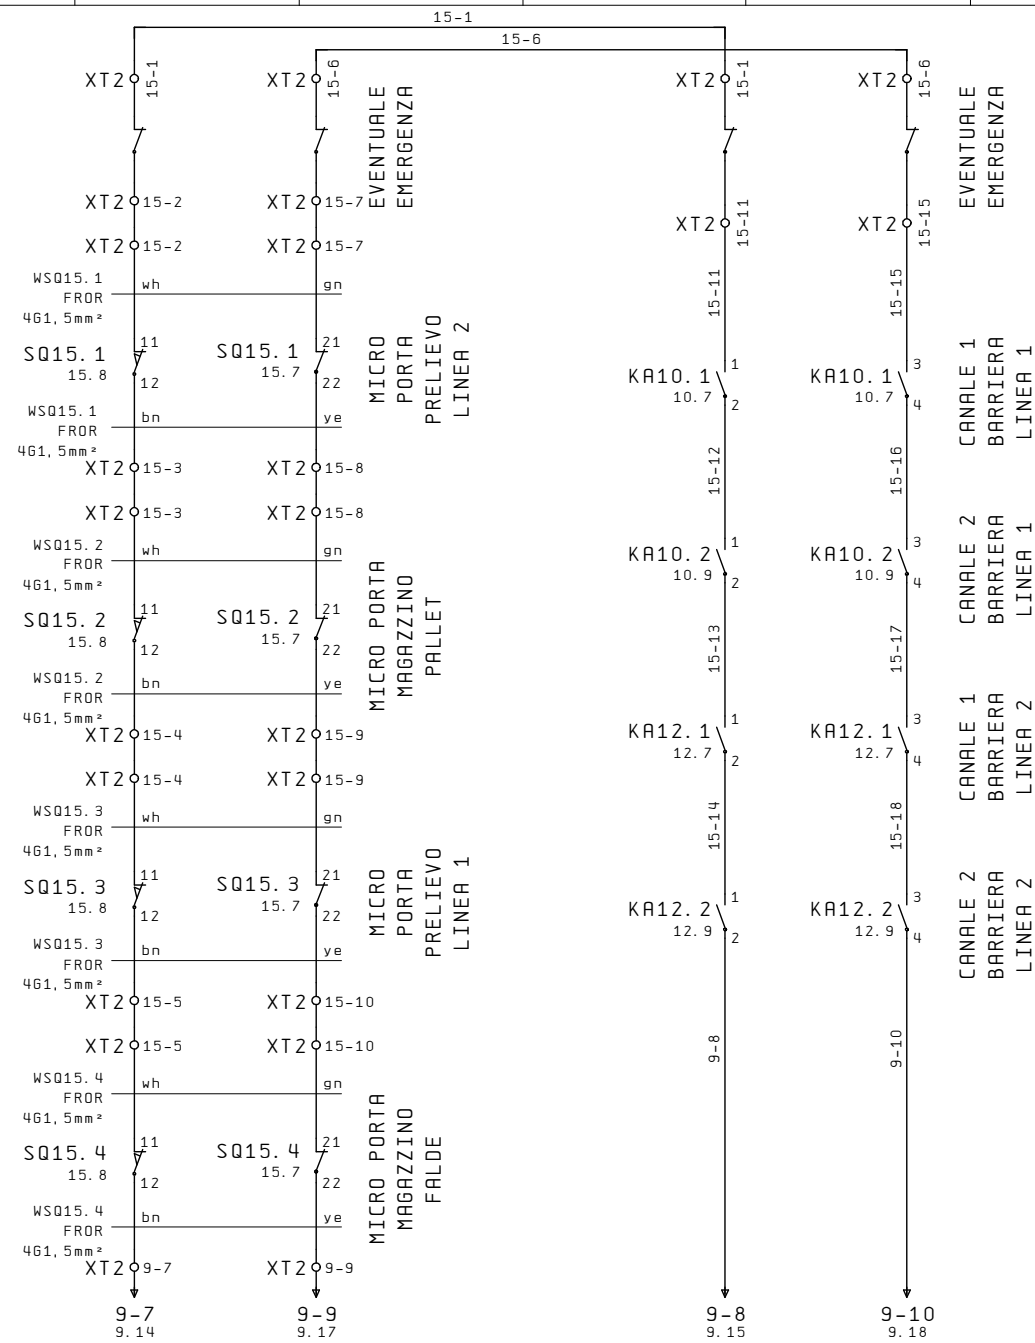 15-1
15-6
XT2 15-1
XT2 15-6
EVENTUALE
EMERGENZA
XT2 15-1
XT2 15-6
EVENTUALE
EMERGENZA
XT2 15-2
XT2 15-7
XT2 15-11
XT2 15-15
XT2 15-2
XT2 15-7
WSQ15.1
FROR
4G1,5mm²
wh
gn
15-11
15-15
SQ15.1
15.8
11
12
SQ15.1
15.7
21
22
MICRO
PORTA
PRELIEVO
LINEA 2
KA10.1
10.7
1
2
KA10.1
10.7
3
4
CANALE 1
BARRIERA
LINEA 1
WSQ15.1
FROR
4G1,5mm²
bn
ye
XT2 15-3
XT2 15-8
15-12
15-16
XT2 15-3
XT2 15-8
WSQ15.2
FROR
4G1,5mm²
wh
gn
KA10.2
10.9
1
2
KA10.2
10.9
3
4
CANALE 2
BARRIERA
LINEA 1
SQ15.2
15.8
11
12
SQ15.2
15.7
21
22
MICRO PORTA
MAGAZZINO
PALLET
15-13
15-17
WSQ15.2
FROR
4G1,5mm²
bn
ye
XT2 15-4
XT2 15-9
KA12.1
12.7
1
2
KA12.1
12.7
3
4
CANALE 1
BARRIERA
LINEA 2
XT2 15-4
XT2 15-9
WSQ15.3
FROR
4G1,5mm²
wh
gn
15-14
15-18
SQ15.3
15.8
11
12
SQ15.3
15.7
21
22
MICRO
PORTA
PRELIEVO
LINEA 1
KA12.2
12.9
1
2
KA12.2
12.9
3
4
CANALE 2
BARRIERA
LINEA 2
WSQ15.3
FROR
4G1,5mm²
bn
ye
XT2 15-5
XT2 15-10
XT2 15-5
XT2 15-10
9-8
9-10
WSQ15.4
FROR
4G1,5mm²
wh
gn
SQ15.4
15.8
11
12
SQ15.4
15.7
21
22
MICRO PORTA
MAGAZZINO
FALDE
WSQ15.4
FROR
4G1,5mm²
bn
ye
XT2 9-7
XT2 9-9
9-7
9.14
9-9
9.17
9-8
9.15
9-10
9.18